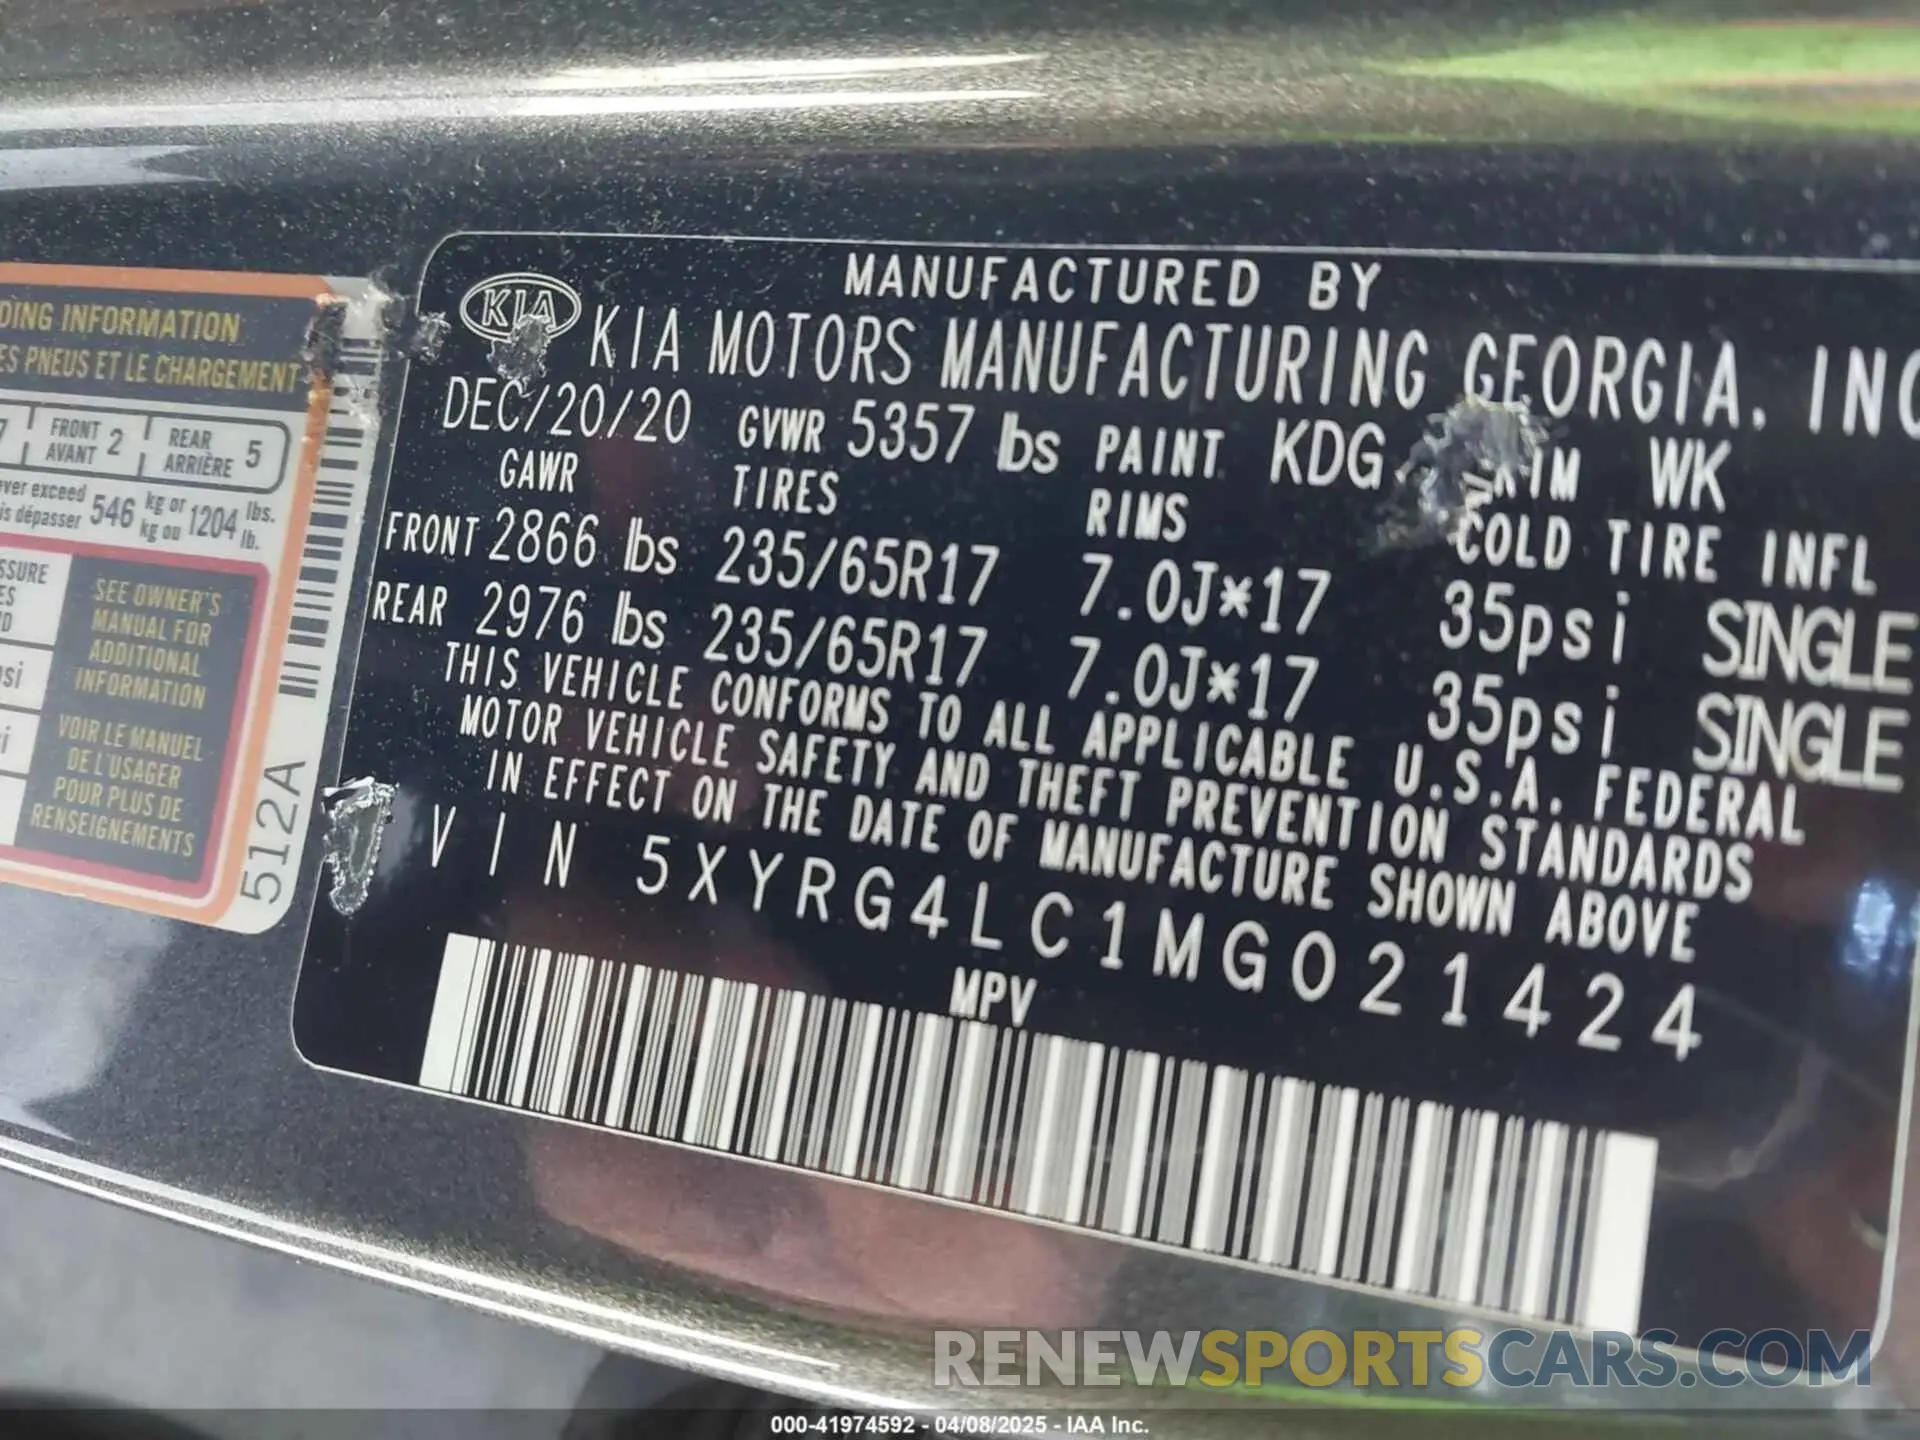 DING INFORMATION
ES PNEUS ET LE CHARGEMENT
7 FRONT AVANT 2 REAR ARRIÈRE 5
ver exceed
is dépasser 546 kg or kg ou 1204 lbs. lb.
SSURE
ES
D
SEE OWNER'S
MANUAL FOR
ADDITIONAL
INFORMATION
si
VOIR LE MANUEL
DE L'USAGER
POUR PLUS DE
RENSEIGNEMENTS
i
512A
MANUFACTURED BY
KIA KIA MOTORS MANUFACTURING GEORGIA, INC
DEC/20/20 GVWR 5357 lbs PAINT KDG WK
GAWR TIRES RIMS COLD TIRE INFL
FRONT 2866 lbs 235/65R17 7.0J*17 35psi SINGLE
REAR 2976 lbs 235/65R17 7.0J*17 35psi SINGLE
THIS VEHICLE CONFORMS TO ALL APPLICABLE U.S.A. FEDERAL
MOTOR VEHICLE SAFETY AND THEFT PREVENTION STANDARDS
IN EFFECT ON THE DATE OF MANUFACTURE SHOWN ABOVE
VIN 5XYRG4LC1MG021424
MPV
RENEWSPORTSCARS.COM
000-41974592 - 04/08/2025 - IAA Inc.